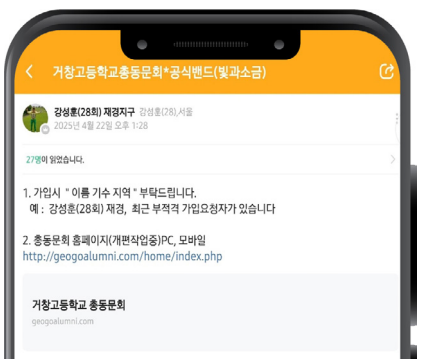 거창고등학교총동문회*공식밴드(빛과소금)
강성훈(28회) 재경지구 강성훈(28),서울
2025년 4월 22일 오후 1:28
27명이 읽었습니다.
1. 가입시 " 이름 기수 지역 " 부탁드립니다.
예 : 강성훈(28회) 재경, 최근 부적격 가입요청자가 있습니다
2. 총동문회 홈페이지(개편작업중)PC, 모바일
http://geogoalumni.com/home/index.php
거창고등학교 총동문회
geogoalumni.com